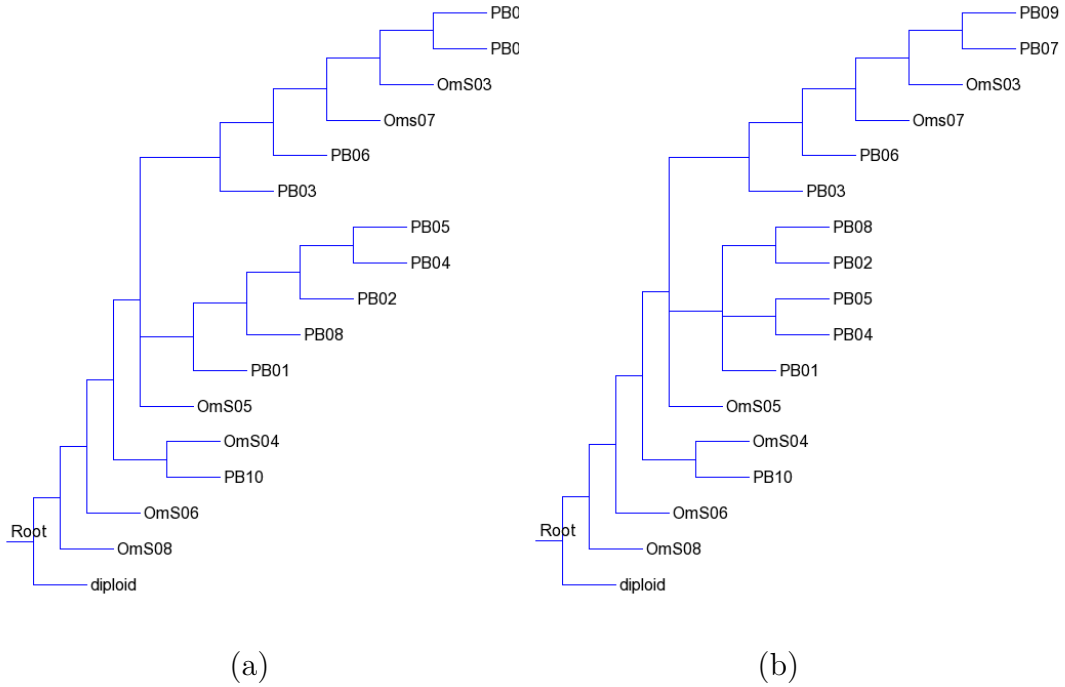 PB0
PB0
OmS03
Oms07
PB06
PB03
PB05
PB04
PB02
PB08
PB01
OmS05
OmS04
PB10
OmS06
Root
OmS08
diploid
(a)
PB09
PB07
OmS03
Oms07
PB06
PB03
PB08
PB02
PB05
PB04
PB01
OmS05
OmS04
PB10
OmS06
Root
OmS08
diploid
(b)